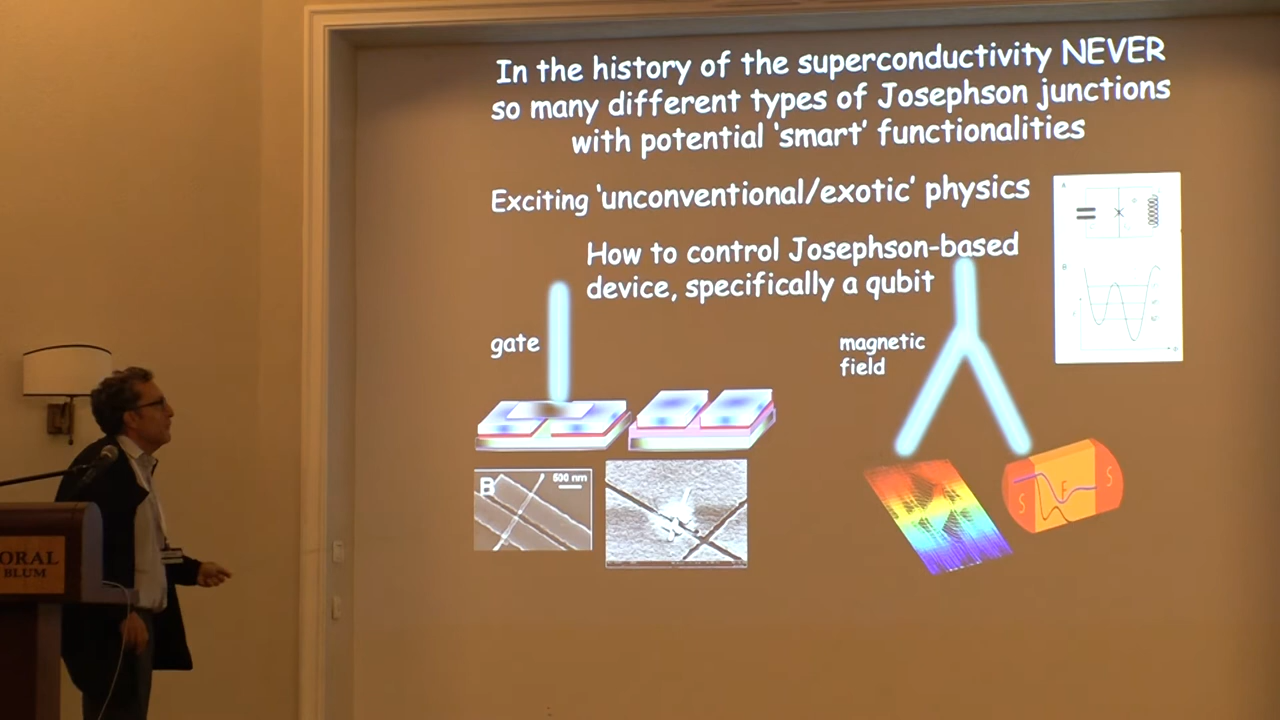 In the history of the superconductivity NEVER
so many different types of Josephson junctions
with potential ‘smart’ functionalities
Exciting ‘unconventional/exotic’ physics
How to control Josephson-based
device, specifically a qubit
gate
magnetic
field
B
500 nm
S
F
S
A
B
ORAL
BLUM